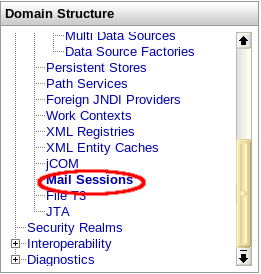 Domain Structure
Multi Data Sources
Data Source Factories
Persistent Stores
Path Services
Foreign JNDI Providers
Work Contexts
XML Registries
XML Entity Caches
jCOM
Mail Sessions
File T3
JTA
Security Realms
Interoperability
Diagnostics